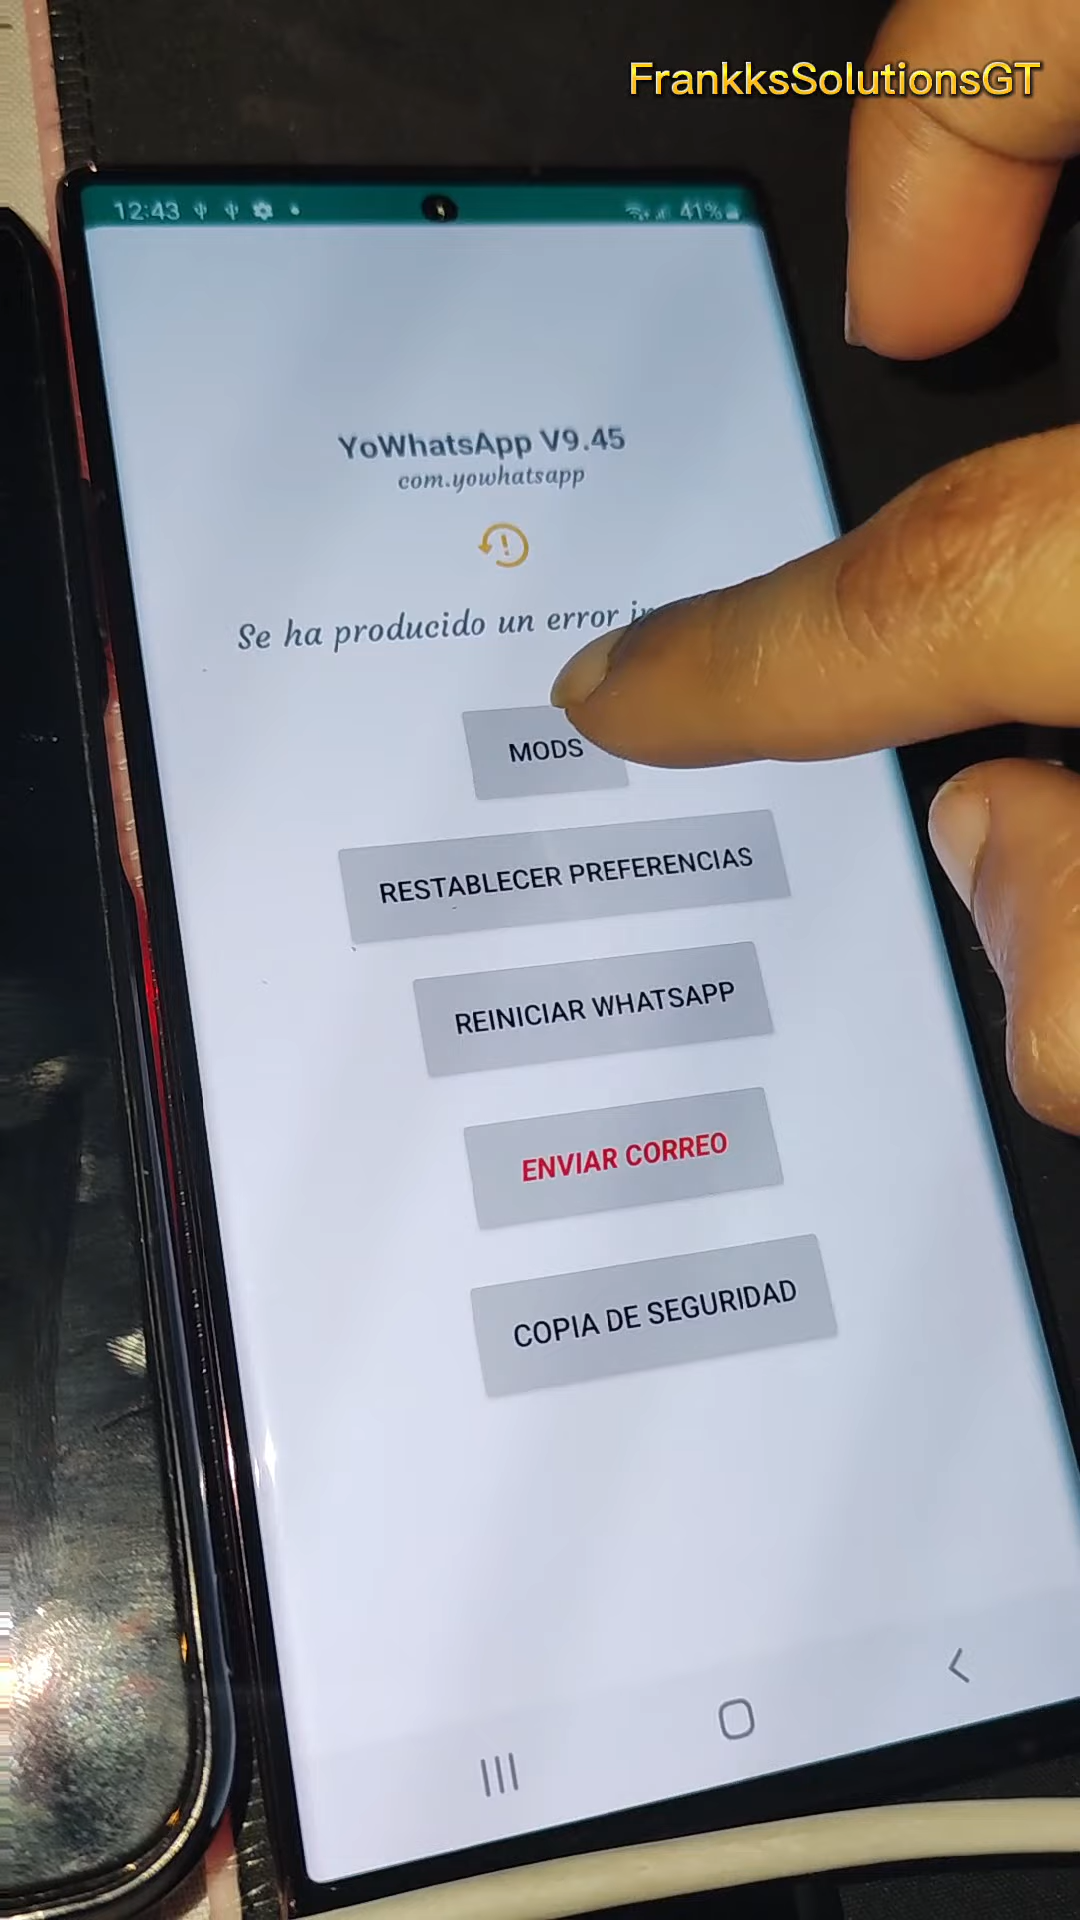 FrankksSolutionsGT
12:43
41%
YoWhatsApp V9.45
com.yowhatsapp
Se ha producido un error
MODS
RESTABLECER PREFERENCIAS
REINICIAR WHATSAPP
ENVIAR CORREO
COPIA DE SEGURIDAD